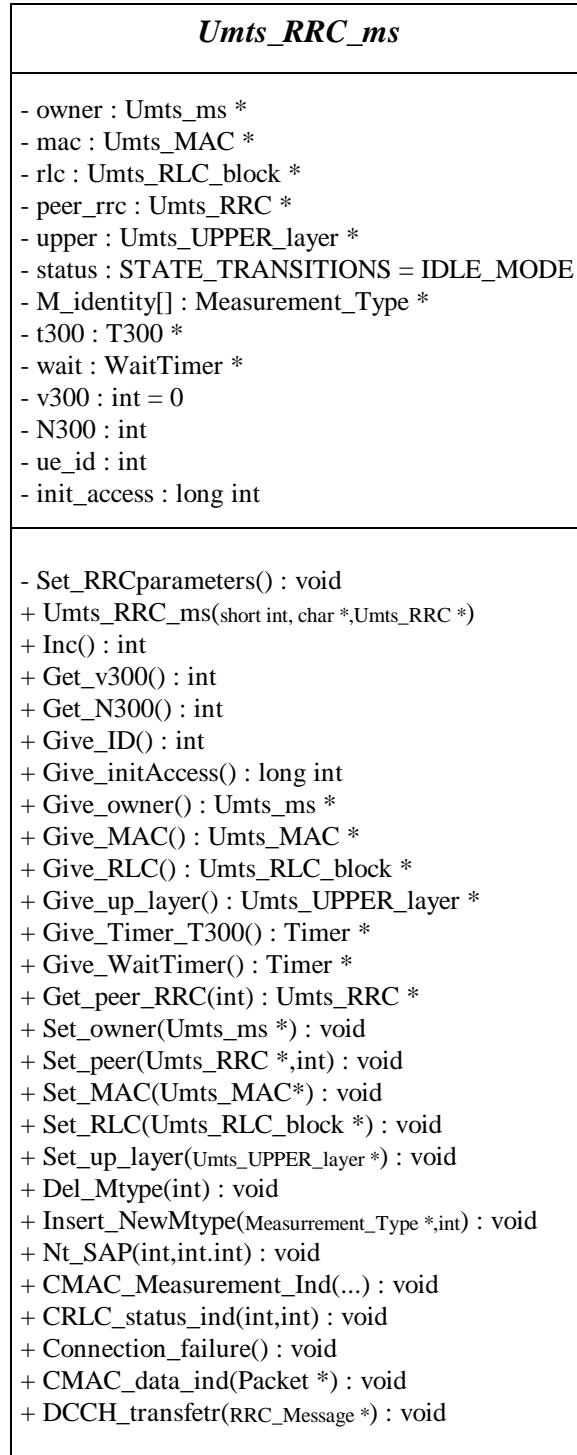 Umts_RRC_ms
- owner : Umts_ms *
- mac : Umts_MAC *
- rlc : Umts_RLC_block *
- peer_rrc : Umts_RRC *
- upper : Umts_UPPER_layer *
- status : STATE_TRANSITIONS = IDLE_MODE
- M_identity[] : Measurement_Type *
- t300 : T300 *
- wait : WaitTimer *
- v300 : int = 0
- N300 : int
- ue_id : int
- init_access : long int
- Set_RRCparameters() : void
+ Umts_RRC_ms(short int, char *,Umts_RRC *)
+ Inc() : int
+ Get_v300() : int
+ Get_N300() : int
+ Give_ID() : int
+ Give_initAccess() : long int
+ Give_owner() : Umts_ms *
+ Give_MAC() : Umts_MAC *
+ Give_RLC() : Umts_RLC_block *
+ Give_up_layer() : Umts_UPPER_layer *
+ Give_Timer_T300() : Timer *
+ Give_WaitTimer() : Timer *
+ Get_peer_RRC(int) : Umts_RRC *
+ Set_owner(Umts_ms *) : void
+ Set_peer(Umts_RRC *,int) : void
+ Set_MAC(Umts_MAC*) : void
+ Set_RLC(Umts_RLC_block *) : void
+ Set_up_layer(Umts_UPPER_layer *) : void
+ Del_Mtype(int) : void
+ Insert_NewMtype(Measurrement_Type *,int) : void
+ Nt_SAP(int,int.int) : void
+ CMAC_Measurement_Ind(...) : void
+ CRLC_status_ind(int,int) : void
+ Connection_failure() : void
+ CMAC_data_ind(Packet *) : void
+ DCCH_transfetr(RRC_Message *) : void